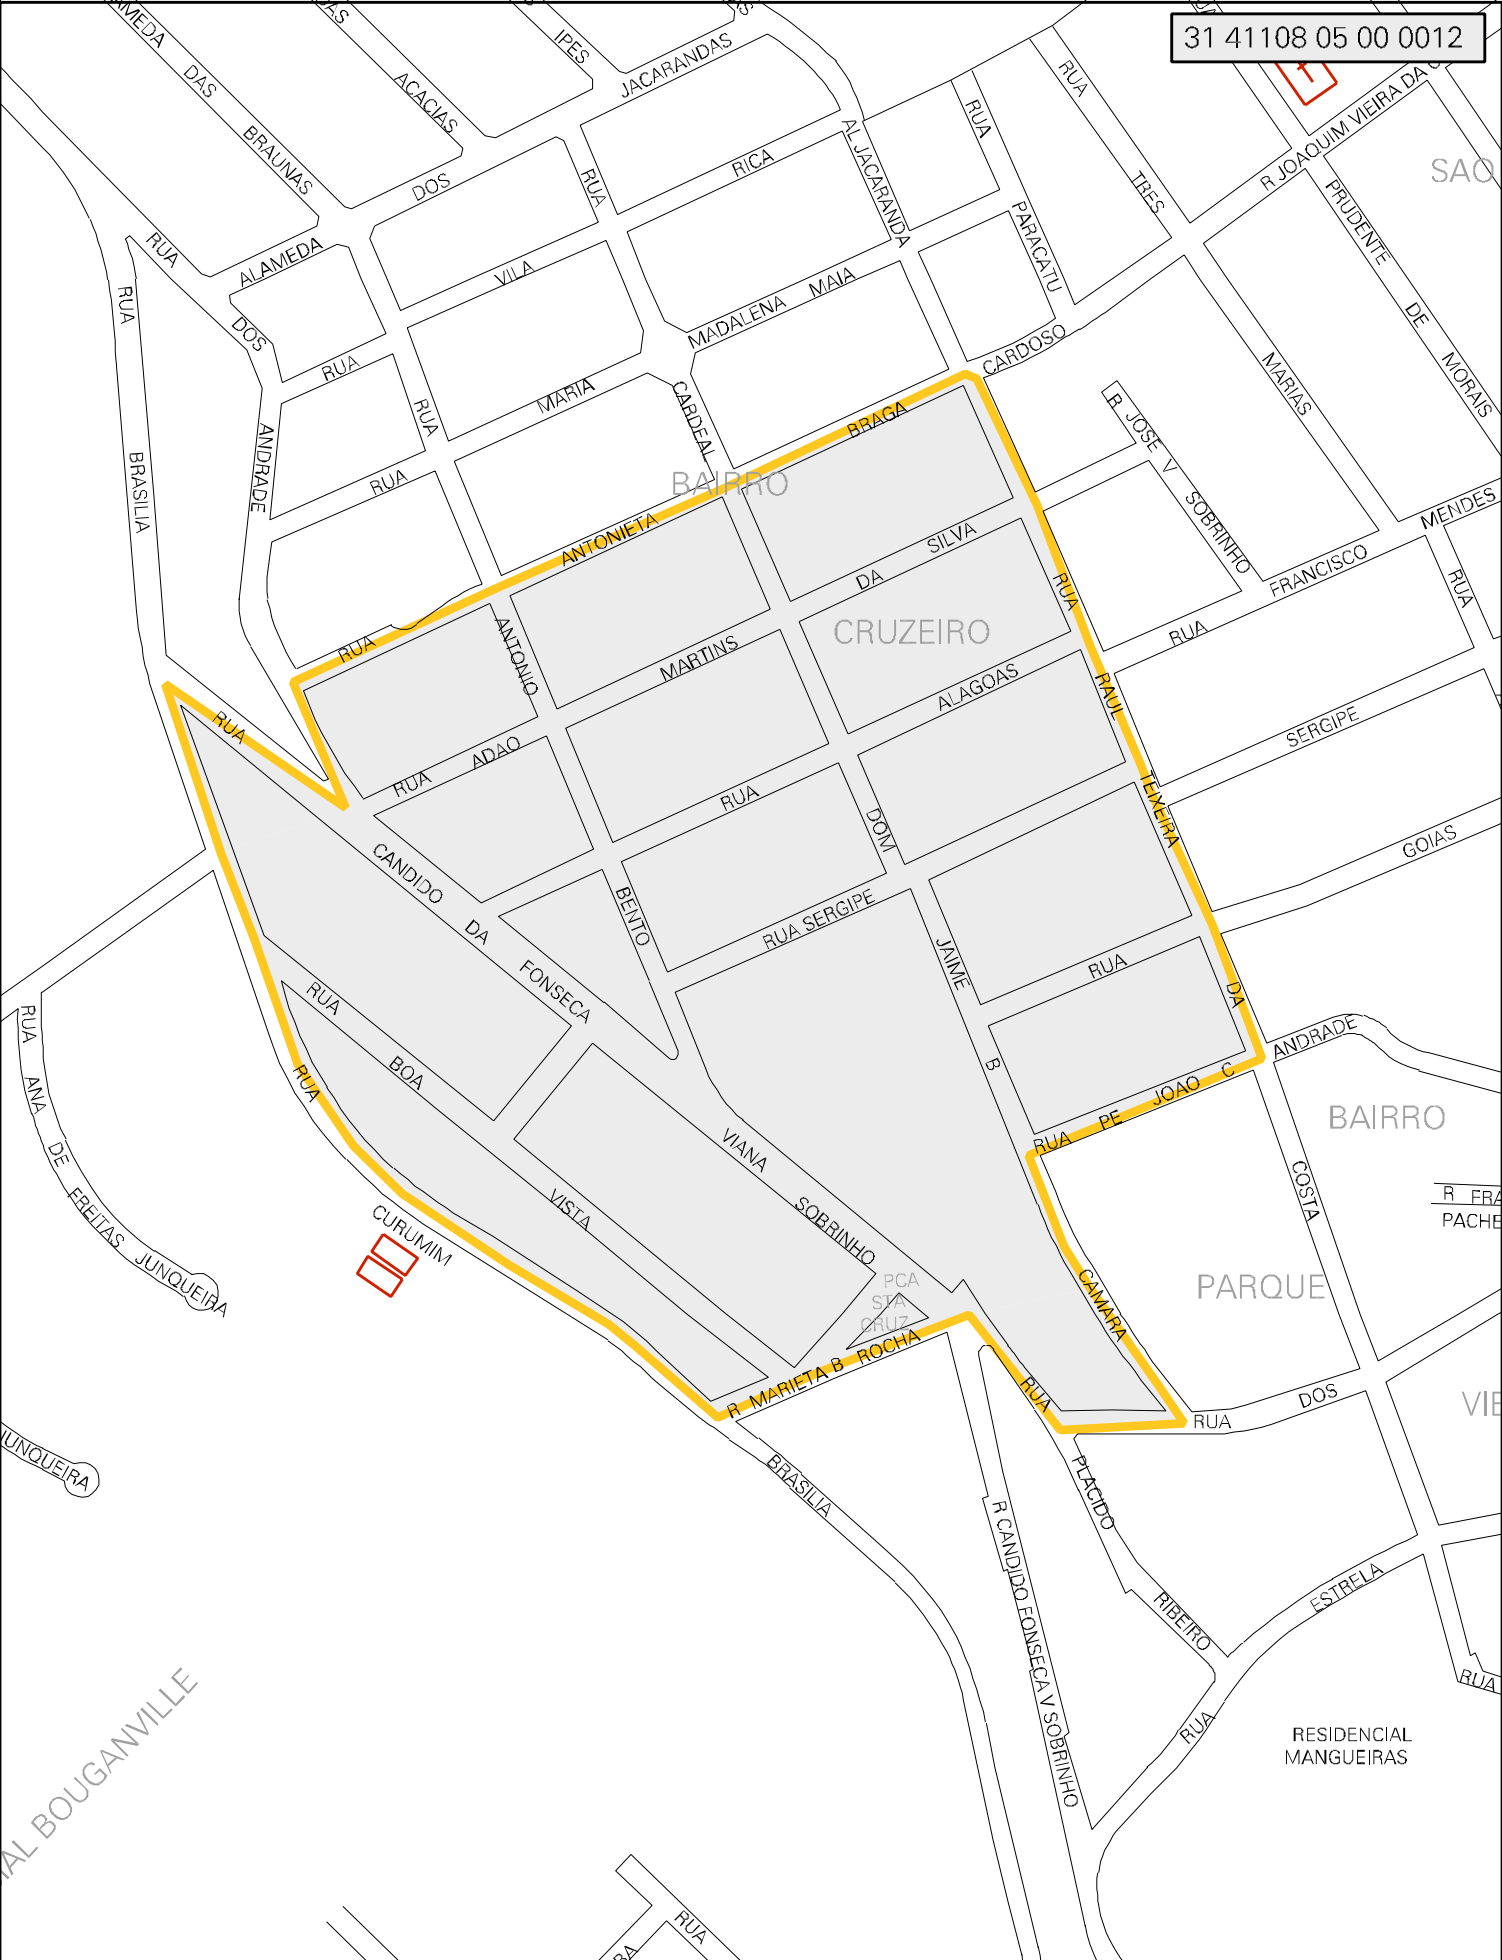 31 41108 05 00 0012
IPES
JACARANDAS
ACACIAS
DAS
BRAUNAS
DOS
ALAMEDA
RUA
DOS
ANDRADE
RUA
BRASILIA
RUA
RICA
VILA
AL JACARANDA
RUA
PARACATU
RUA
TRES
MARIAS
R JOAQUIM VIEIRA DA
PRUDENTE
DE
MORAIS
SAO
MADALENA MAIA
RUA
MARIA
RUA
CARDEAL
CARDOSO
R JOSE V SOBRINHO
BAIRRO
CRUZEIRO
RUA
ANTONIETA
BRAGA
RUA
FRANCISCO
MENDES
RUA
RUA
ANTONIO
BENTO
RUA
ADAO
MARTINS
DA
SILVA
RUA
ALAGOAS
RUA
RAUL
TEIXEIRA
DA
COSTA
SERGIPE
GOIAS
RUA
RUA SERGIPE
DOM
JAIME
B
CAMARA
RUA
CANDIDO
DA
FONSECA
VIANA
SOBRINHO
RUA
BOA
VISTA
RUA
CURUMIM
RUA
ANA
DE
FREITAS
JUNQUEIRA
JUNQUEIRA
RUA
PE
JOAO
C
ANDRADE
BAIRRO
PARQUE
R FRA
PACHE
PCA
STA
CRUZ
R MARIETA B ROCHA
RUA
PLACIDO
RIBEIRO
RUA
DOS
BRASILIA
R CANDIDO FONSECA V SOBRINHO
RUA
ESTRELA
RUA
RESIDENCIAL
MANGUEIRAS
BOUGANVILLE
RUA